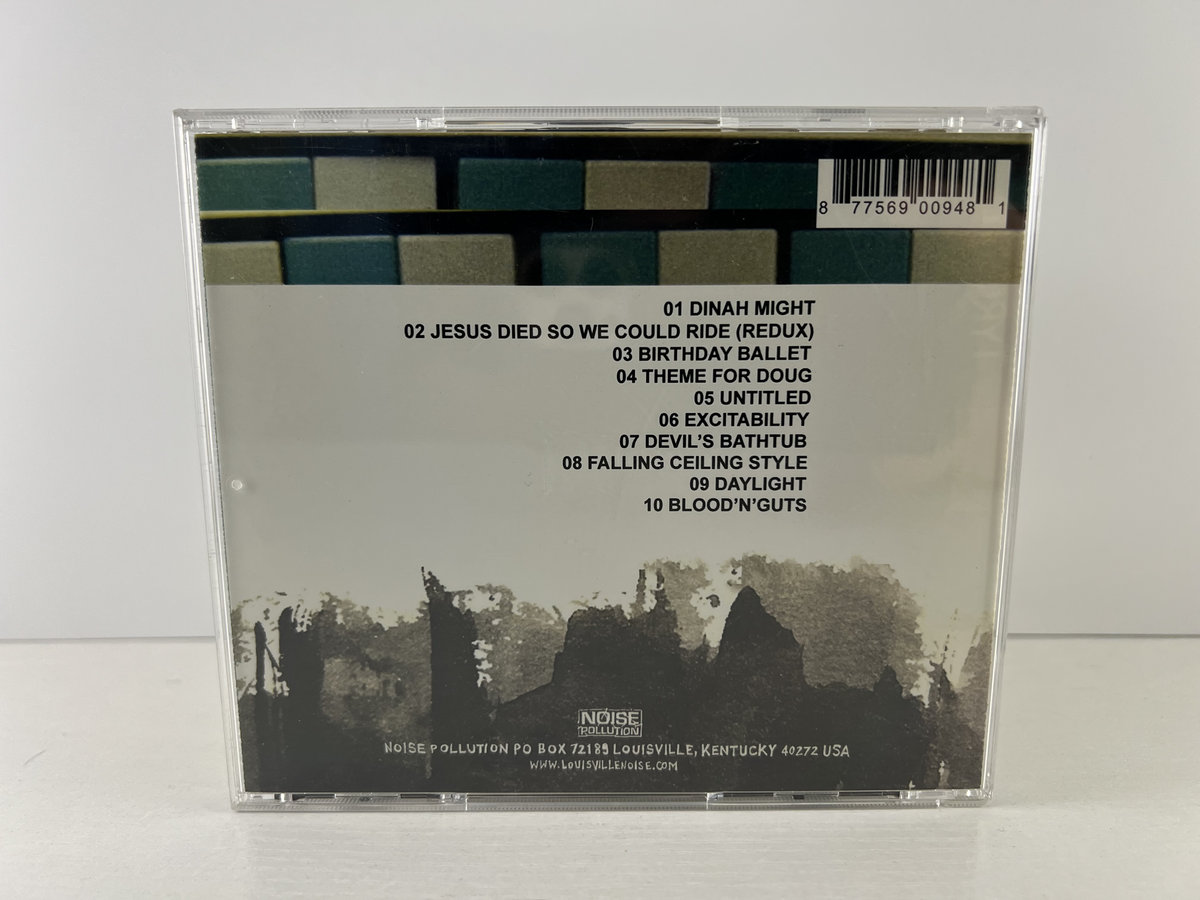 8 77569 00948 1
01 DINAH MIGHT
02 JESUS DIED SO WE COULD RIDE (REDUX)
03 BIRTHDAY BALLET
04 THEME FOR DOUG
05 UNTITLED
06 EXCITABILITY
07 DEVIL'S BATHTUB
08 FALLING CEILING STYLE
09 DAYLIGHT
10 BLOOD'N'GUTS
NOISE
POLLUTION
NOISE POLLUTION PO BOX 72189 LOUISVILLE, KENTUCKY 40272 USA
WWW.LOUISVILLENOISE.COM